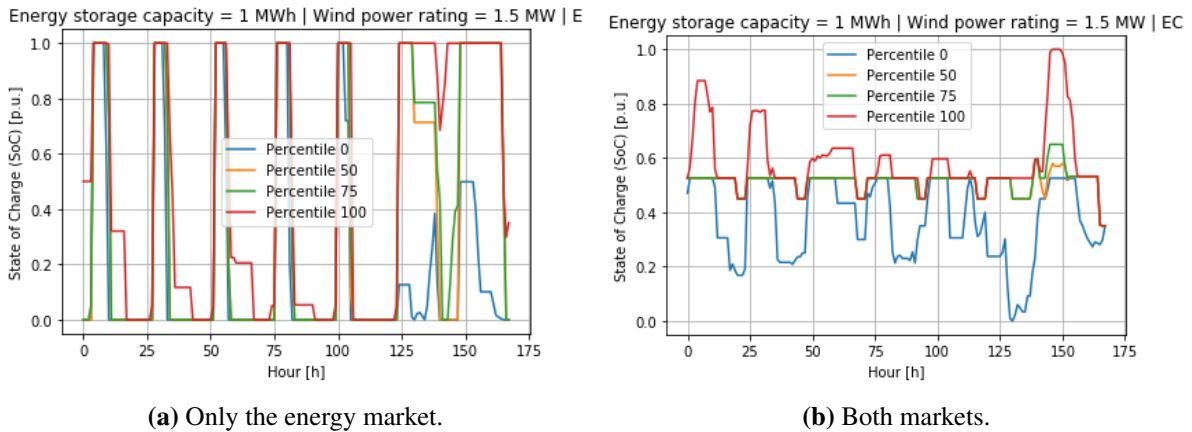 Energy storage capacity = 1 MWh | Wind power rating = 1.5 MW | E
1.0
0.8
0.6
0.4
0.2
0.0
State of Charge (SoC) [p.u.]
Percentile 0
Percentile 50
Percentile 75
Percentile 100
0 25 50 75 100 125 150 175
Hour [h]
(a) Only the energy market.
Energy storage capacity = 1 MWh | Wind power rating = 1.5 MW | EC
1.0
0.8
0.6
0.4
0.2
0.0
State of Charge (SoC) [p.u.]
Percentile 0
Percentile 50
Percentile 75
Percentile 100
0 25 50 75 100 125 150 175
Hour [h]
(b) Both markets.